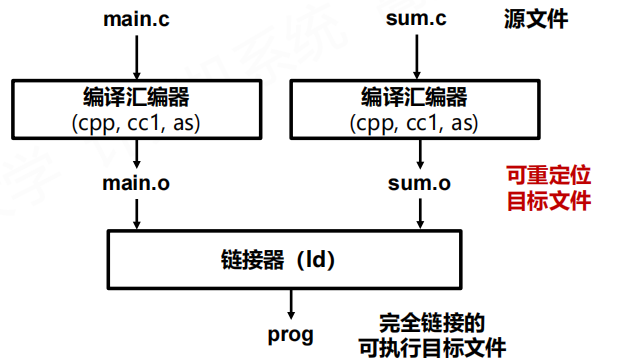 main.c
sum.c
源文件
编译汇编器
(cpp, cc1, as)
编译汇编器
(cpp, cc1, as)
main.o
sum.o
可重定位
目标文件
链接器（ld）
prog
完全链接的
可执行目标文件